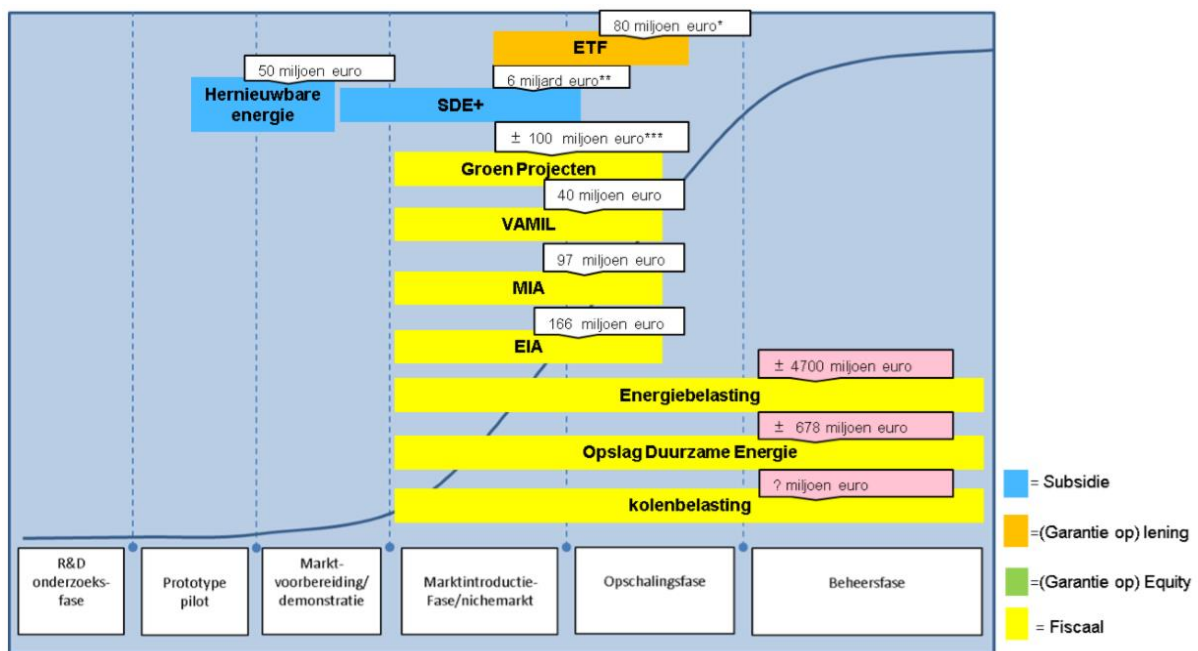 80 miljoen euro*
ETF
50 miljoen euro
6 miljard euro**
Hernieuwbare
energie
SDE+
± 100 miljoen euro***
Groen Projecten
40 miljoen euro
VAMIL
97 miljoen euro
MIA
166 miljoen euro
EIA
± 4700 miljoen euro
Energiebelasting
± 678 miljoen euro
Opslag Duurzame Energie
? miljoen euro
kolenbelasting
= Subsidie
=(Garantie op) lening
=(Garantie op) Equity
= Fiscaal
R&D
onderzoeks-
fase
Prototype
pilot
Markt-
voorbereiding/
demonstratie
Marktintroductie-
Fase/nichemarkt
Opschalingsfase
Beheersfase